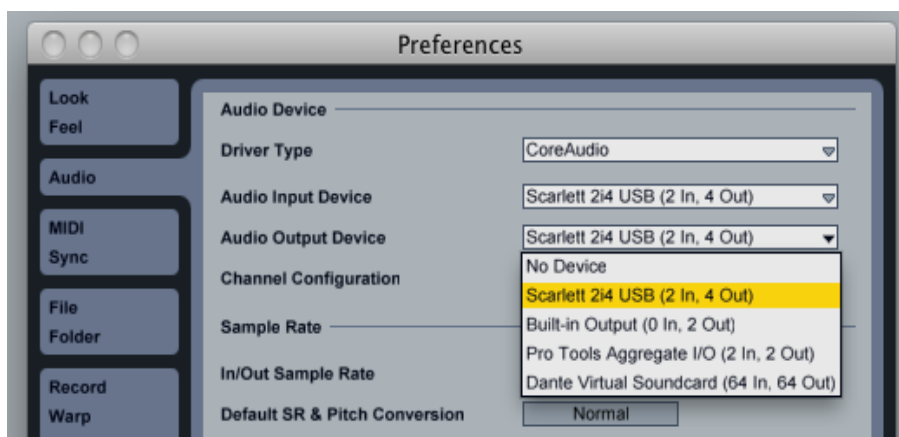 Preferences
Look
Feel
Audio
MIDI
Sync
File
Folder
Record
Warp
Audio Device
Driver Type CoreAudio
Audio Input Device Scarlett 2i4 USB (2 In, 4 Out)
Audio Output Device Scarlett 2i4 USB (2 In, 4 Out)
No Device
Scarlett 2i4 USB (2 In, 4 Out)
Built-in Output (0 In, 2 Out)
Pro Tools Aggregate I/O (2 In, 2 Out)
Dante Virtual Soundcard (64 In, 64 Out)
Channel Configuration
Sample Rate
In/Out Sample Rate
Default SR & Pitch Conversion Normal